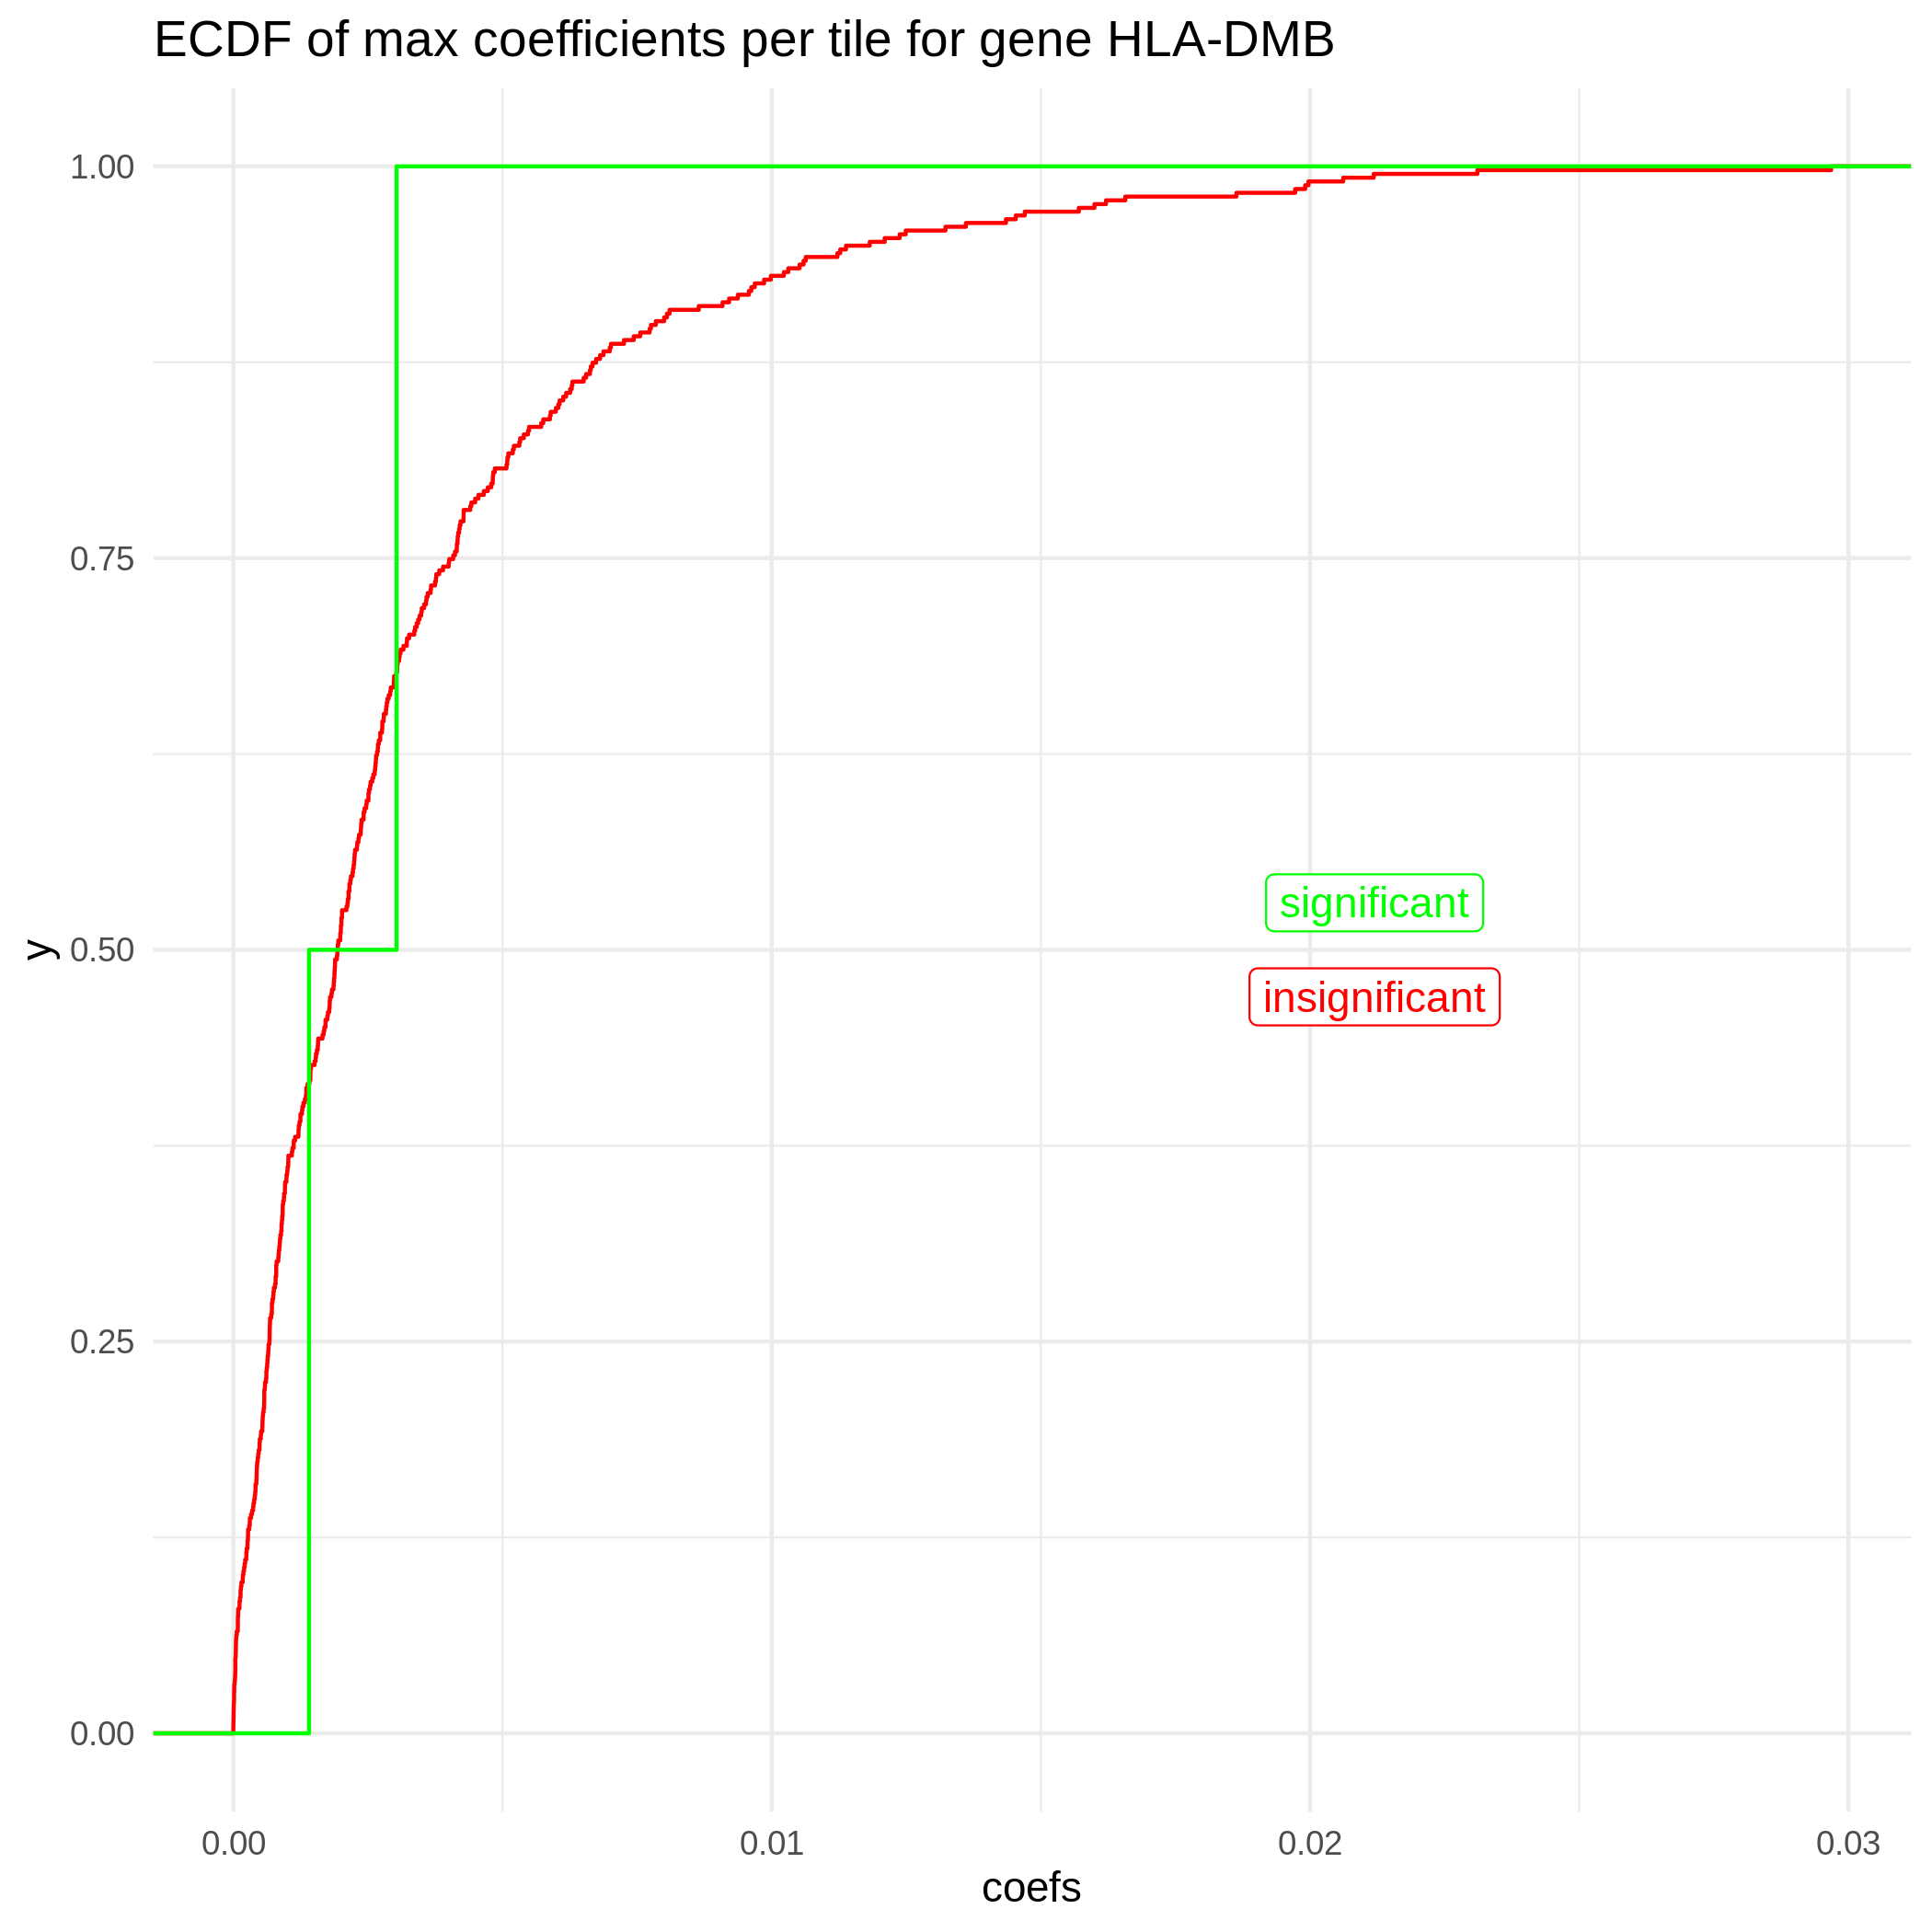 ECDF of max coefficients per tile for gene HLA-DMB
1.00
0.75
0.50
0.25
0.00
y
significant
insignificant
0.00 0.01 0.02 0.03
coefs